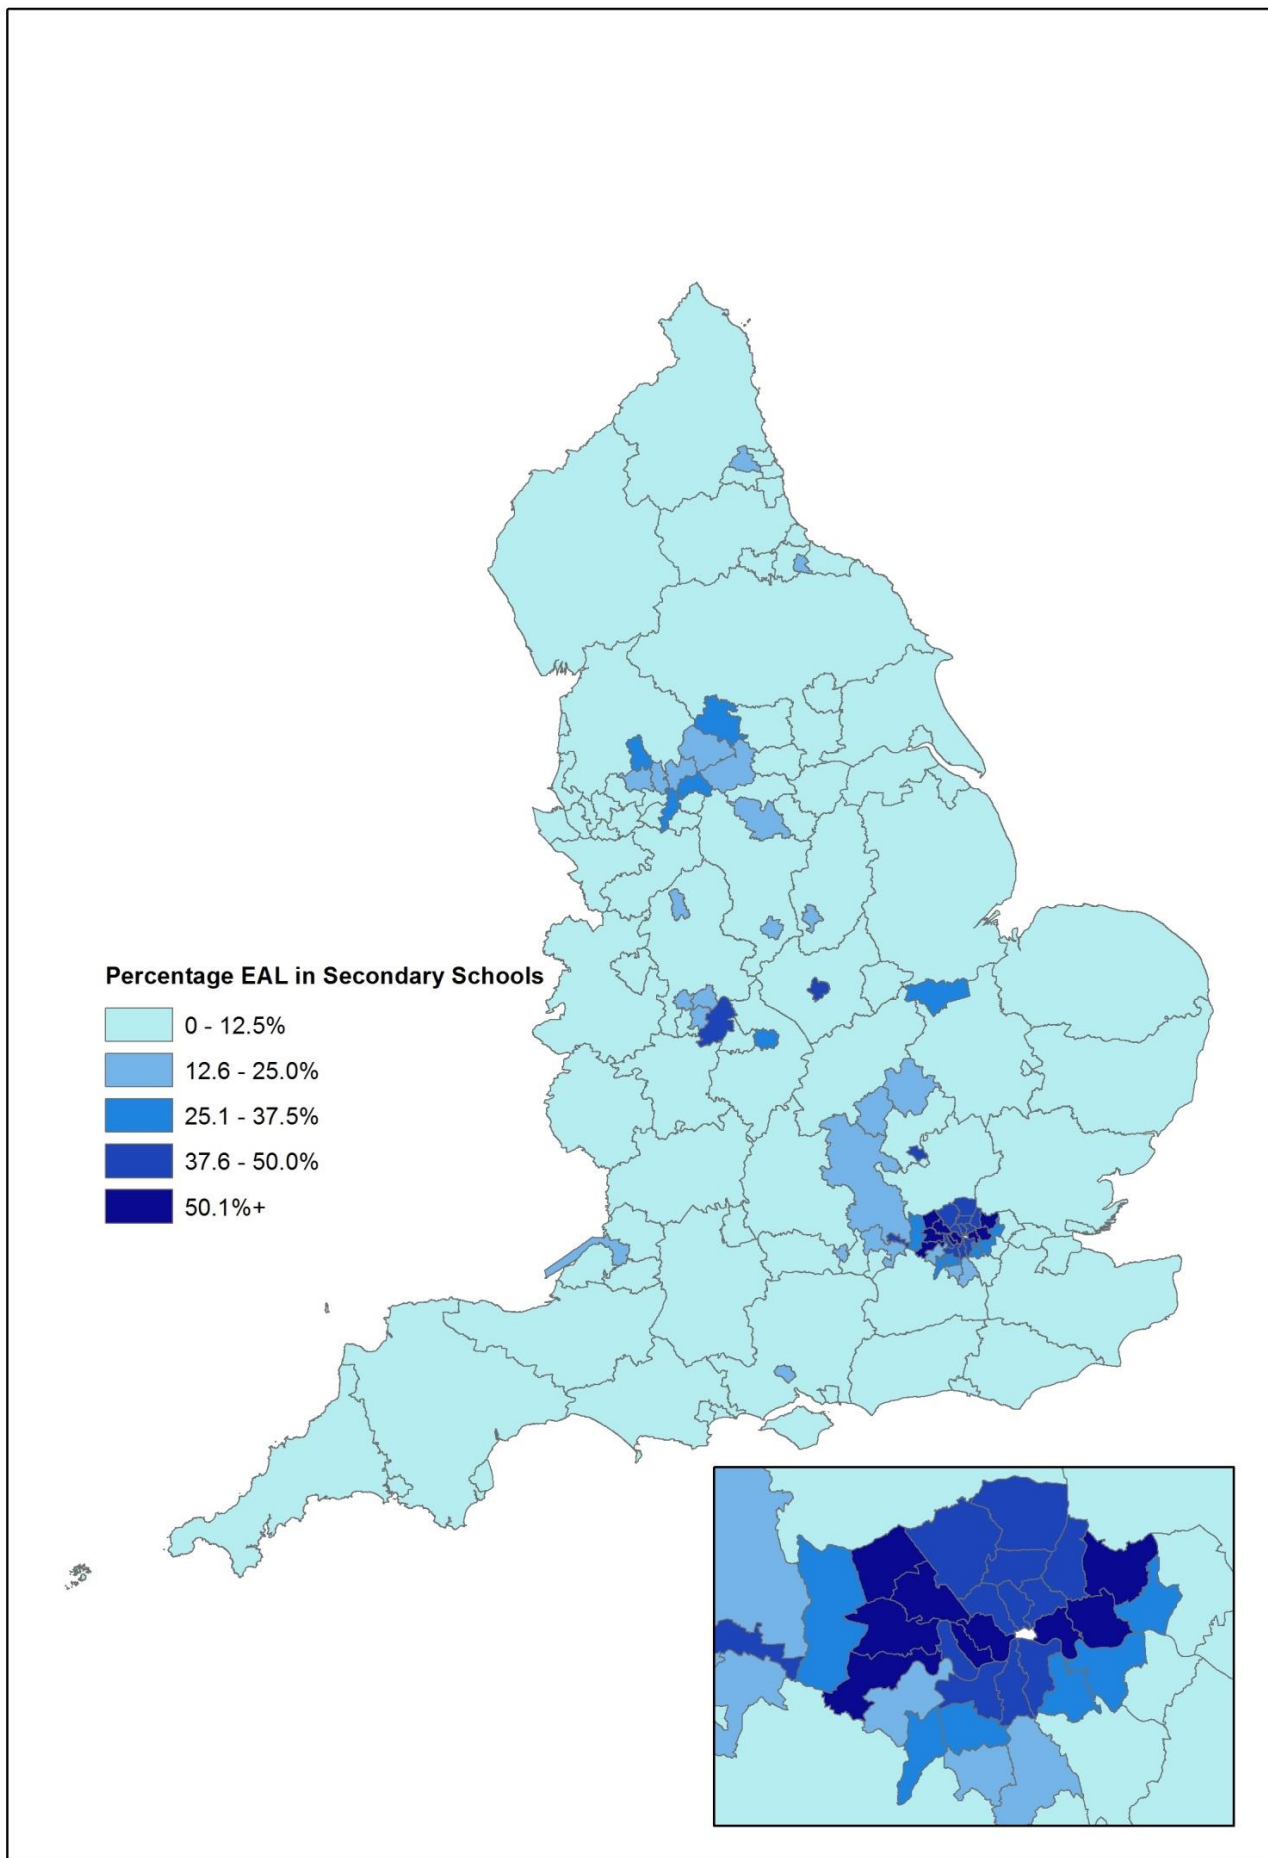 Percentage EAL in Secondary Schools
0 - 12.5%
12.6 - 25.0%
25.1 - 37.5%
37.6 - 50.0%
50.1%+